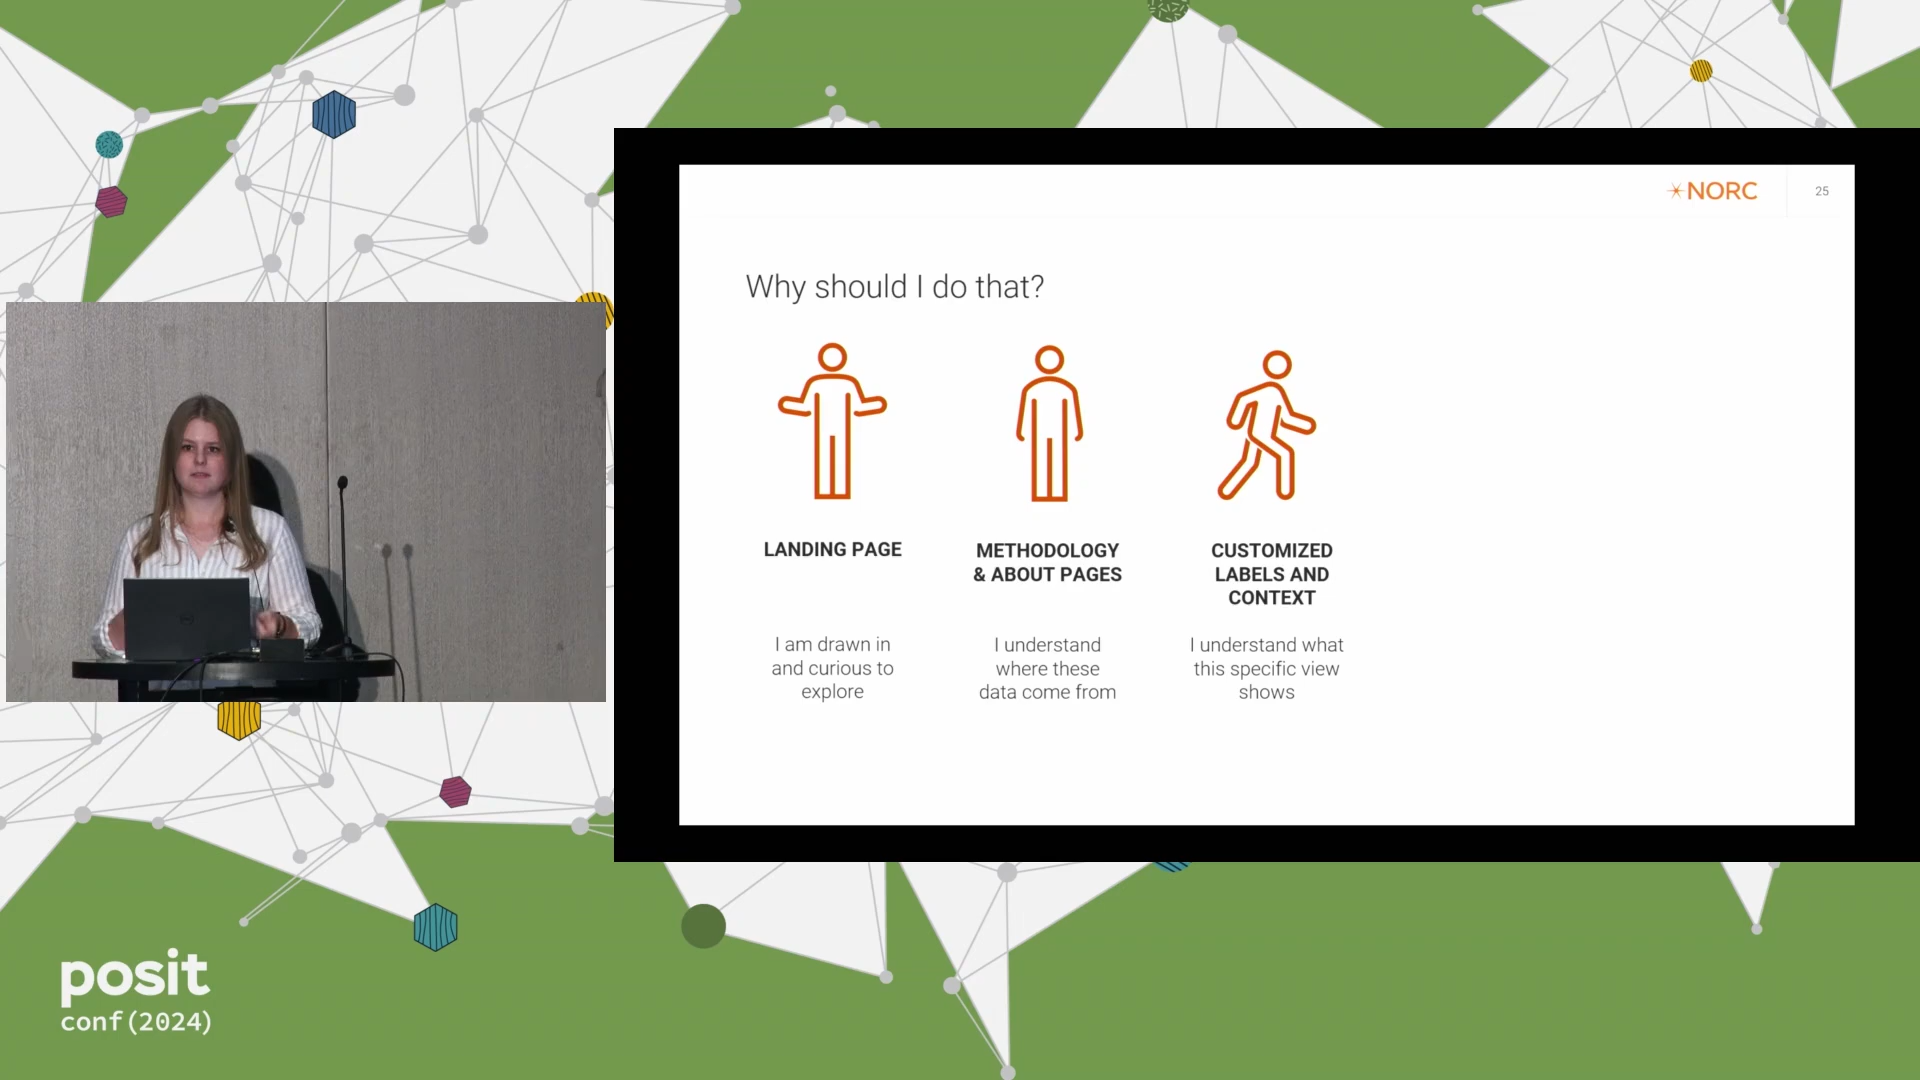 NORC
25
Why should I do that?
LANDING PAGE
I am drawn in
and curious to
explore
METHODOLOGY
& ABOUT PAGES
I understand
where these
data come from
CUSTOMIZED
LABELS AND
CONTEXT
I understand what
this specific view
shows
posit
conf(2024)